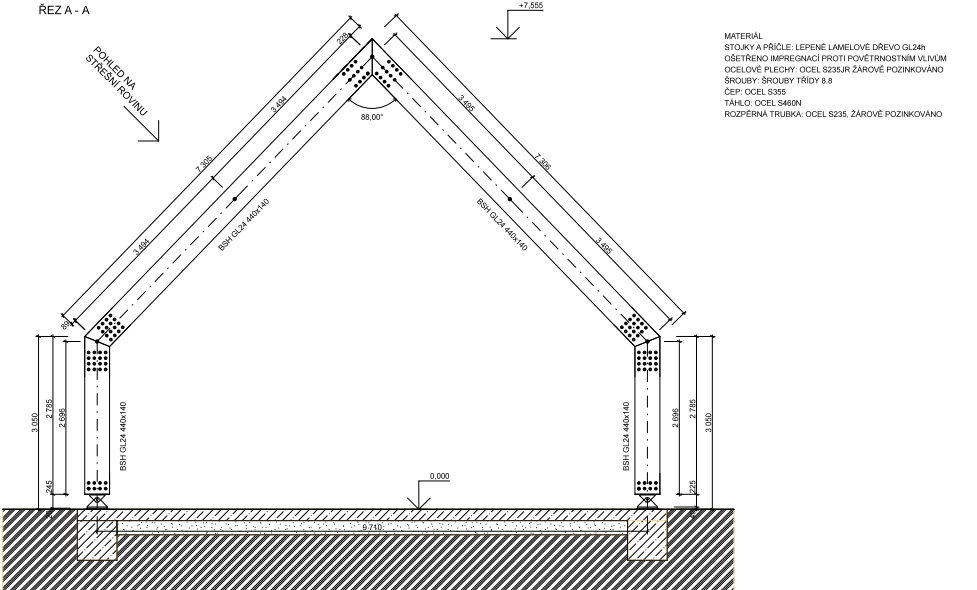 ŘEZ A - A
+7,555
MATERIÁL
STOJKY A PŘÍČLE: LEPENÉ LAMELOVÉ DŘEVO GL24h
OŠETŘENO IMPREGNACÍ PROTI POVĚTRNOSTNÍM VLIVŮM
OCELOVÉ PLECHY: OCEL S235JR ŽÁROVĚ POZINKOVÁNO
ŠROUBY: ŠROUBY TŘÍDY 8.8
ČEP: OCEL S355
TÁHLO: OCEL S460N
ROZPĚRNÁ TRUBKA: OCEL S235, ŽÁROVĚ POZINKOVÁNO
POHLED NA
STŘEŠNÍ ROVINU
228
3 494
3 495
88,00°
7 305
7 306
BSH GL24 440x140
BSH GL24 440x140
3 494
3 495
89
3 050
2 785
2 696
BSH GL24 440x140
BSH GL24 440x140
2 696
2 785
3 050
0,000
245
225
9 710